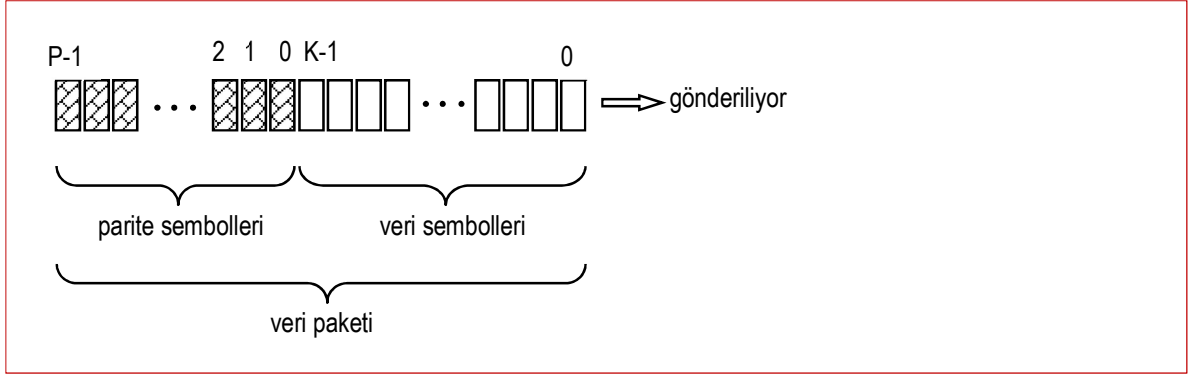 P-1 2 1 0 K-1 0
gönderiliyor
parite sembolleri veri sembolleri
veri paketi